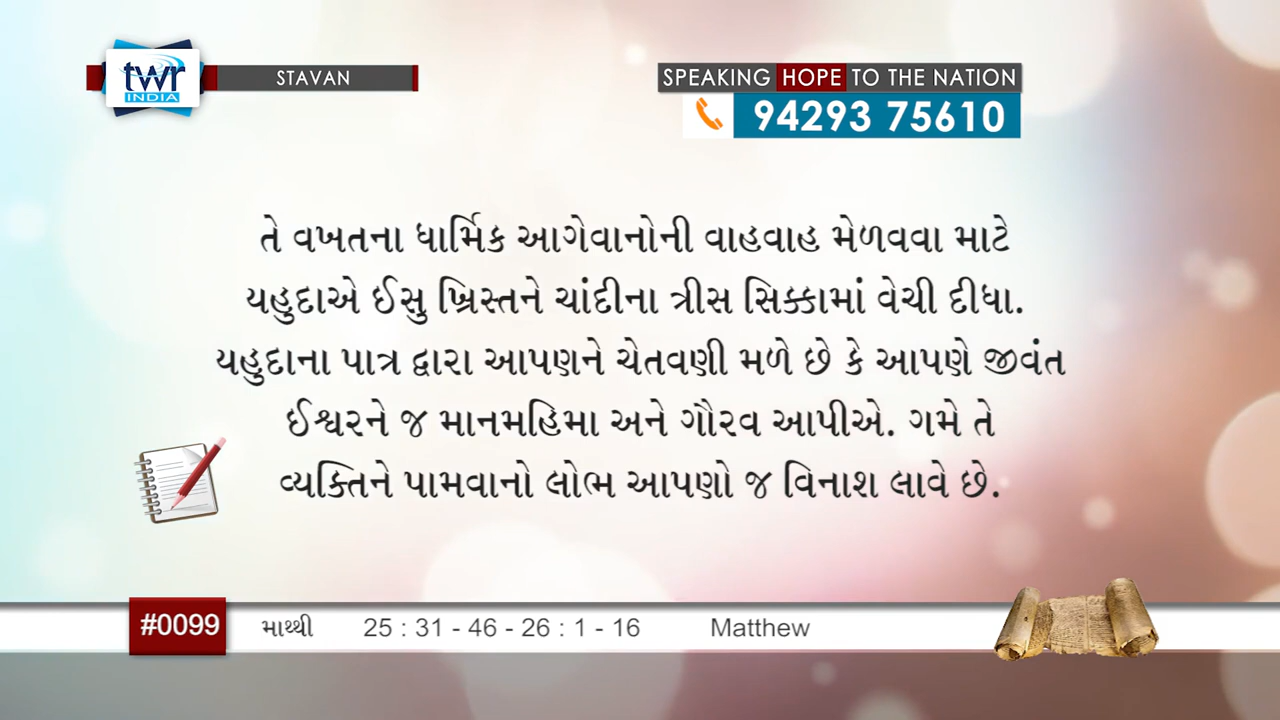 twr
INDIA
STAVAN
SPEAKING HOPE TO THE NATION
94293 75610
તે વખતના ધાર્મિક આગેવાનોની વાહવાહ મેળવવા માટે
યહુદાએ ઈસુ ખ્રિસ્તને ચાંદીના ત્રીસ સિક્કામાં વેચી દીધા.
યહુદાના પાત્ર દ્વારા આપણને ચેતવણી મળે છે કે આપણે જીવંત
ઈશ્વરને જ માનમહિમા અને ગૌરવ આપીએ. ગમે તે
વ્યક્તિને પામવાનો લોભ આપણો જ વિનાશ લાવે છે.
#0099 માથ્થી 25 : 31 - 46 - 26 : 1 - 16 Matthew